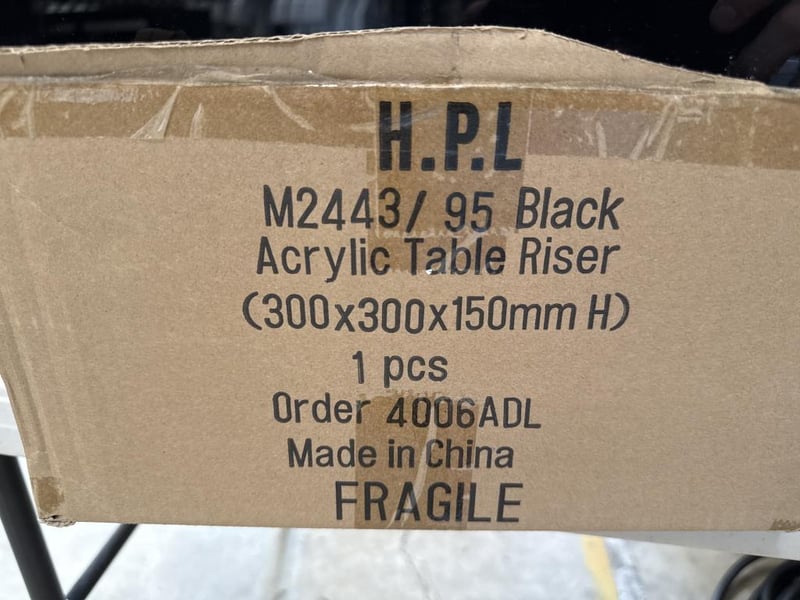 H.P.L
M2443/ 95 Black
Acrylic Table Riser
(300x300x150mm H)
1 pcs
Order 4006ADL
Made in China
FRAGILE